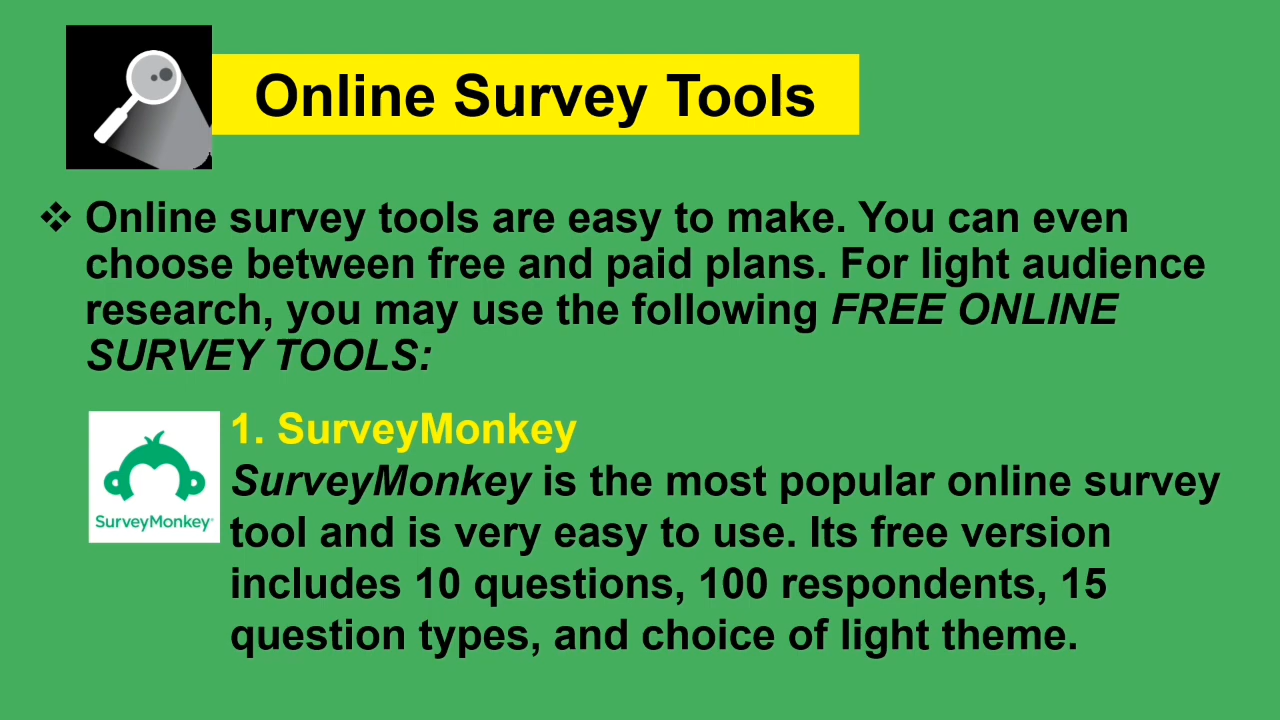 Online Survey Tools
❖ Online survey tools are easy to make. You can even
choose between free and paid plans. For light audience
research, you may use the following FREE ONLINE
SURVEY TOOLS:
1. SurveyMonkey
SurveyMonkey is the most popular online survey
tool and is very easy to use. Its free version
includes 10 questions, 100 respondents, 15
question types, and choice of light theme.
SurveyMonkey